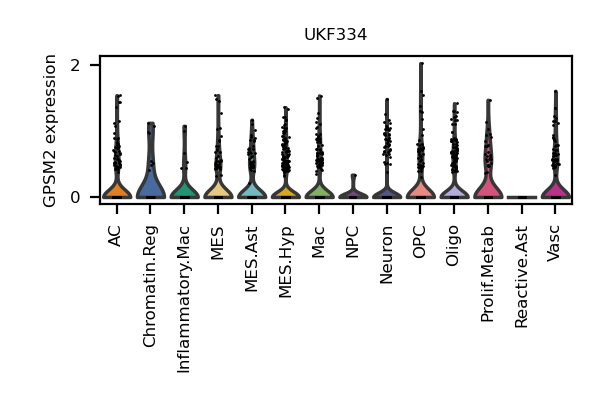 UKF334
GPSM2 expression
2
0
AC
Chromatin.Reg
Inflammatory.Mac
MES
MES.Ast
MES.Hyp
Mac
NPC
Neuron
OPC
Oligo
Prolif.Metab
Reactive.Ast
Vasc